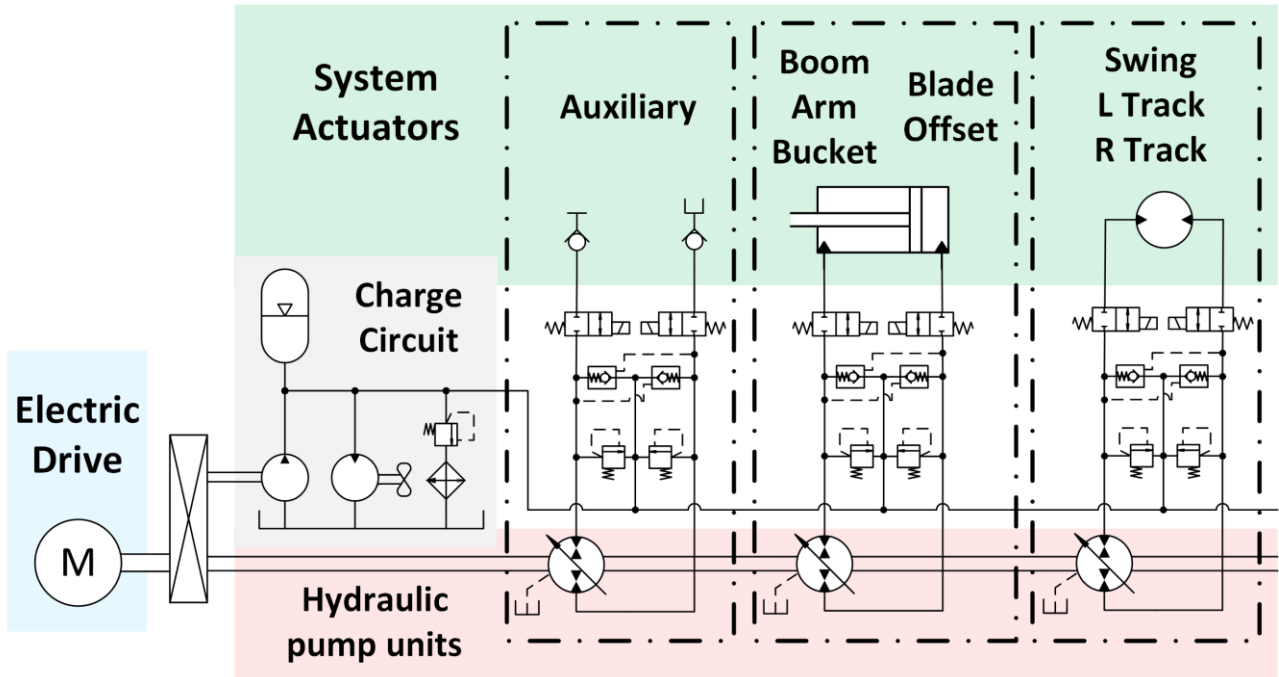 System
Actuators
Auxiliary
Boom
Arm
Bucket
Blade
Offset
Swing
L Track
R Track
Charge
Circuit
Electric
Drive
M
Hydraulic
pump units